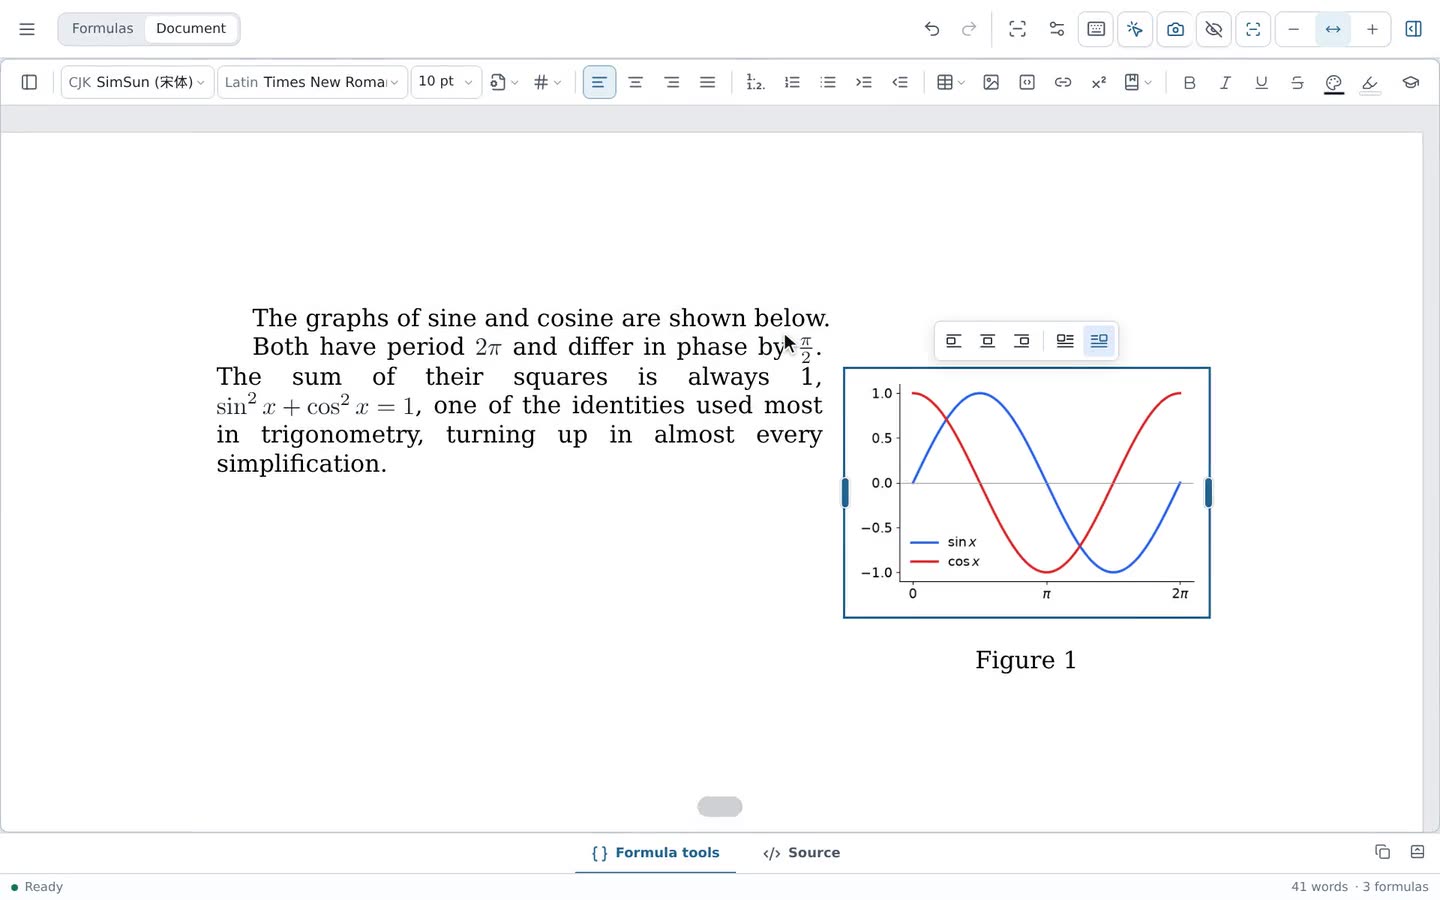 Formulas Document
CJK SimSun (宋体) Latin Times New Roma 10 pt
The graphs of sine and cosine are shown below.
Both have period 2π and differ in phase by π/2.
The sum of their squares is always 1,
sin² x + cos² x = 1, one of the identities used most
in trigonometry, turning up in almost every
simplification.
1.0
0.5
0.0
−0.5
−1.0
sin x
cos x
0 π 2π
Figure 1
{} Formula tools </> Source
Ready 41 words · 3 formulas